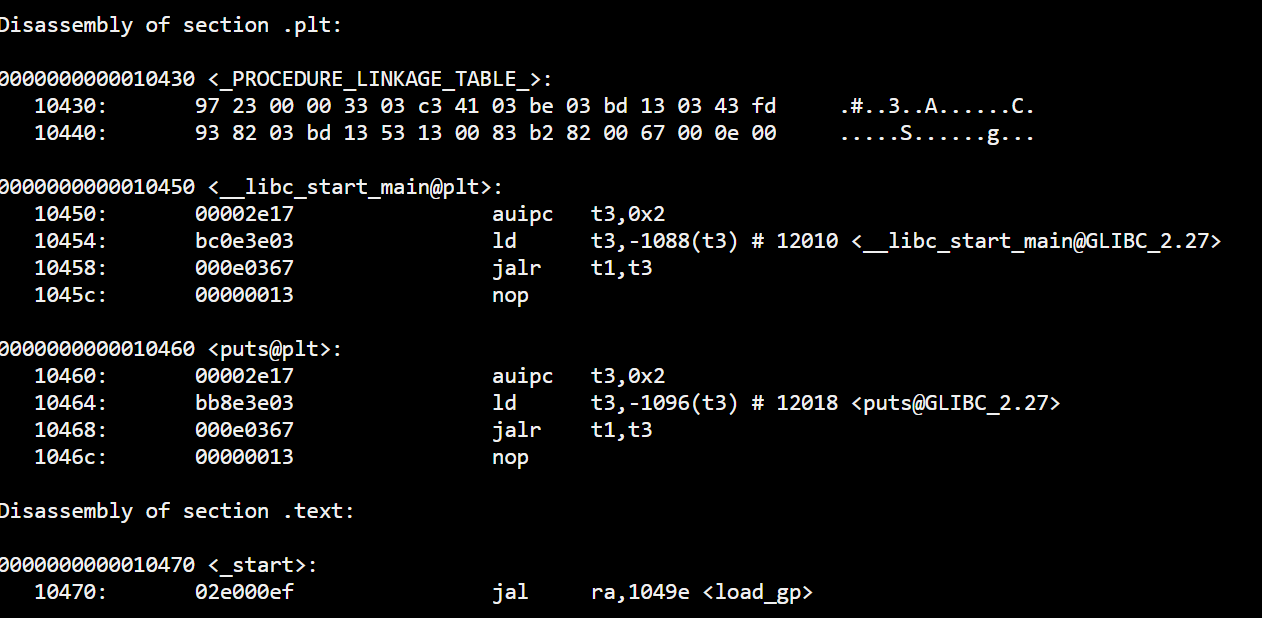 Disassembly of section .plt:
0000000000010430 <_PROCEDURE_LINKAGE_TABLE_>:
10430: 97 23 00 00 33 03 c3 41 03 be 03 bd 13 03 43 fd .#..3..A......C.
10440: 93 82 03 bd 13 53 13 00 83 b2 82 00 67 00 0e 00 .....S......g...
0000000000010450 <__libc_start_main@plt>:
10450: 00002e17 auipc t3,0x2
10454: bc0e3e03 ld t3,-1088(t3) # 12010 <__libc_start_main@GLIBC_2.27>
10458: 000e0367 jalr t1,t3
1045c: 00000013 nop
0000000000010460 <puts@plt>:
10460: 00002e17 auipc t3,0x2
10464: bb8e3e03 ld t3,-1096(t3) # 12018 <puts@GLIBC_2.27>
10468: 000e0367 jalr t1,t3
1046c: 00000013 nop
Disassembly of section .text:
0000000000010470 <_start>:
10470: 02e000ef jal ra,1049e <load_gp>